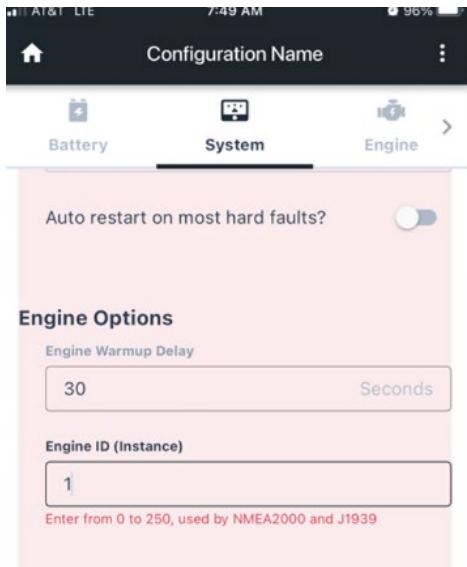 AT&T LTE 7:49 AM 96%
Configuration Name
Battery System Engine
Auto restart on most hard faults?
Engine Options
Engine Warmup Delay
30 Seconds
Engine ID (Instance)
1
Enter from 0 to 250, used by NMEA2000 and J1939